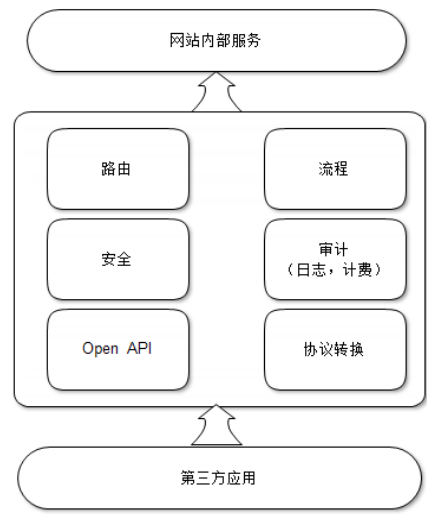 网站内部服务
路由
流程
安全
审计
（日志，计费）
Open API
协议转换
第三方应用